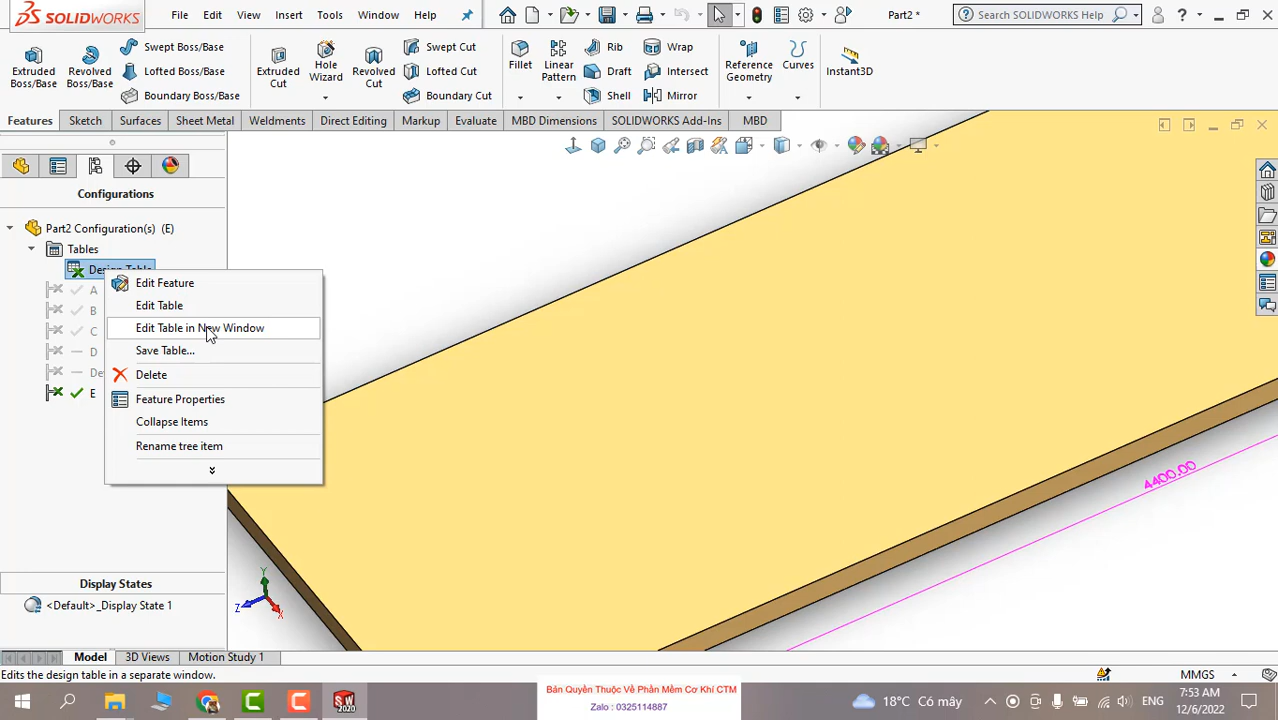 SOLIDWORKS
File Edit View Insert Tools Window Help
Part2 *
Search SOLIDWORKS Help
Extruded Boss/Base
Revolved Boss/Base
Swept Boss/Base
Lofted Boss/Base
Boundary Boss/Base
Extruded Cut
Hole Wizard
Revolved Cut
Swept Cut
Lofted Cut
Boundary Cut
Fillet
Linear Pattern
Rib
Draft
Shell
Wrap
Intersect
Mirror
Reference Geometry
Curves
Instant3D
Features Sketch Surfaces Sheet Metal Weldments Direct Editing Markup Evaluate MBD Dimensions SOLIDWORKS Add-Ins MBD
Configurations
Part2 Configuration(s) (E)
Tables
Design Table
A
B
C
D
De
E
Edit Feature
Edit Table
Edit Table in New Window
Save Table...
Delete
Feature Properties
Collapse Items
Rename tree item
4400.00
Y
Z
X
Display States
<Default>_Display State 1
Model 3D Views Motion Study 1
Edits the design table in a separate window.
MMGS
SW 2020
Bản Quyền Thuộc Về Phần Mềm Cơ Khí CTM
Zalo : 0325114887
18°C Có mây
ENG
7:53 AM
12/6/2022